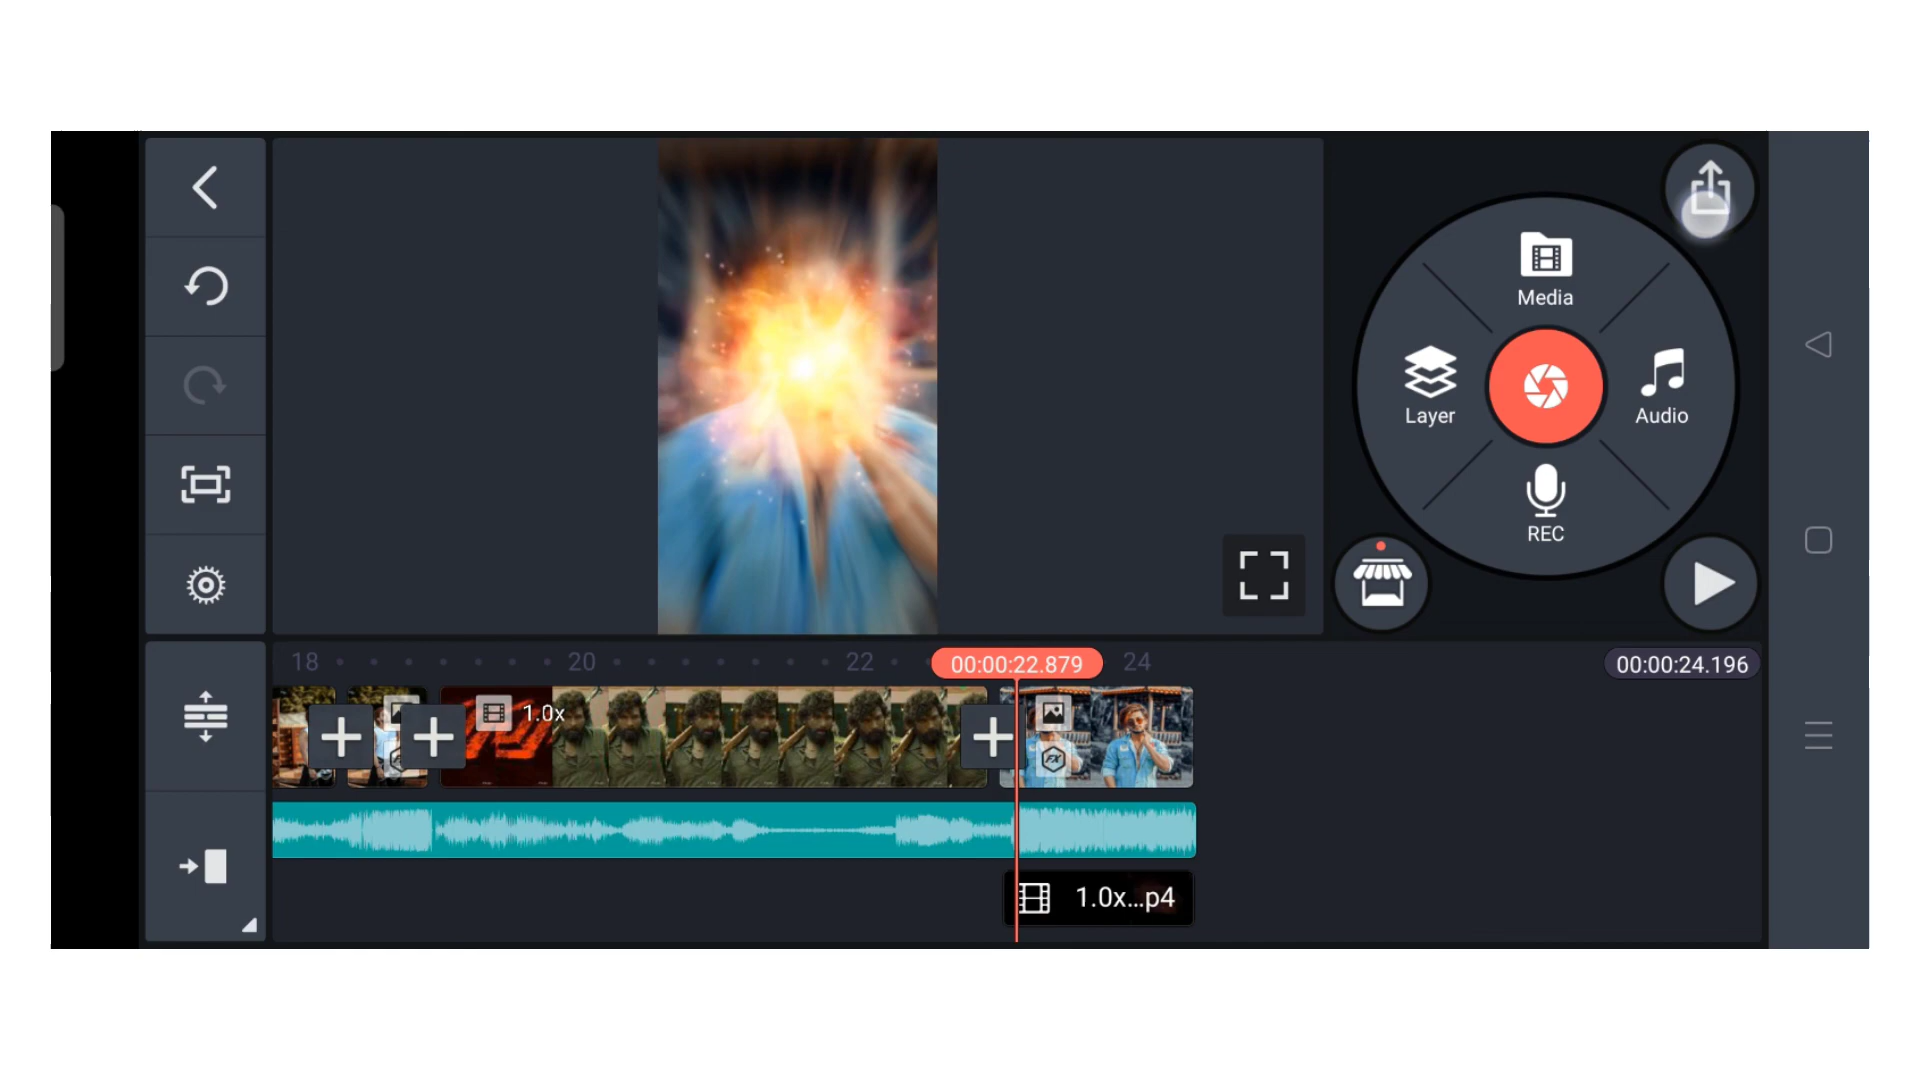 Media
Layer
Audio
REC
18
20
22
00:00:22.879
24
00:00:24.196
1.0x
FX
1.0x...p4